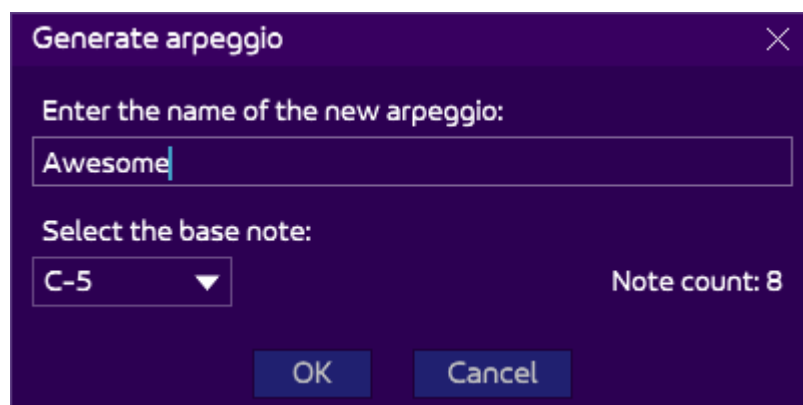 Generate arpeggio
Enter the name of the new arpeggio:
Awesome
Select the base note:
C-5 Note count: 8
OK Cancel